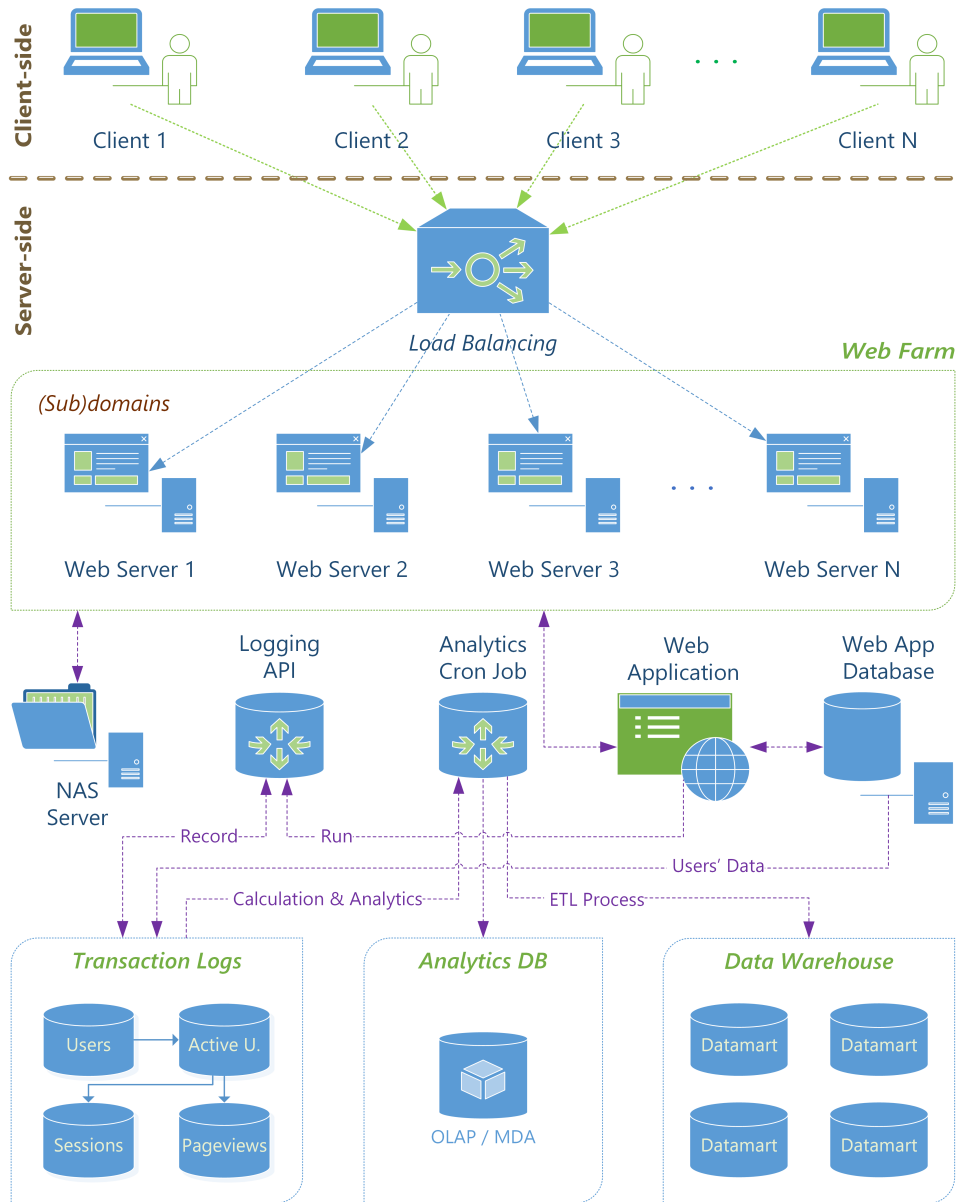 Client-side
Client 1
Client 2
Client 3
. . .
Client N
Server-side
Load Balancing
Web Farm
(Sub)domains
. . .
Web Server 1
Web Server 2
Web Server 3
Web Server N
Logging
API
Analytics
Cron Job
Web
Application
Web App
Database
NAS
Server
Record
Run
Users’ Data
Calculation & Analytics
ETL Process
Transaction Logs
Analytics DB
Data Warehouse
Users
Active U.
Datamart
Datamart
Sessions
Pageviews
OLAP / MDA
Datamart
Datamart